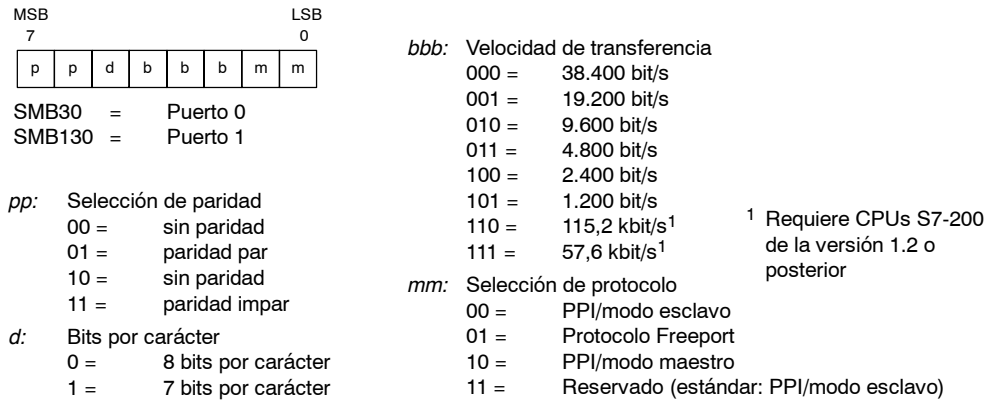 MSB LSB
7 0
p p d b b b m m
SMB30 = Puerto 0
SMB130 = Puerto 1
pp: Selección de paridad
00 = sin paridad
01 = paridad par
10 = sin paridad
11 = paridad impar
d: Bits por carácter
0 = 8 bits por carácter
1 = 7 bits por carácter
bbb: Velocidad de transferencia
000 = 38.400 bit/s
001 = 19.200 bit/s
010 = 9.600 bit/s
011 = 4.800 bit/s
100 = 2.400 bit/s
101 = 1.200 bit/s
110 = 115,2 kbit/s1
111 = 57,6 kbit/s1
mm: Selección de protocolo
00 = PPI/modo esclavo
01 = Protocolo Freeport
10 = PPI/modo maestro
11 = Reservado (estándar: PPI/modo esclavo)
1 Requiere CPUs S7-200
de la versión 1.2 o
posterior